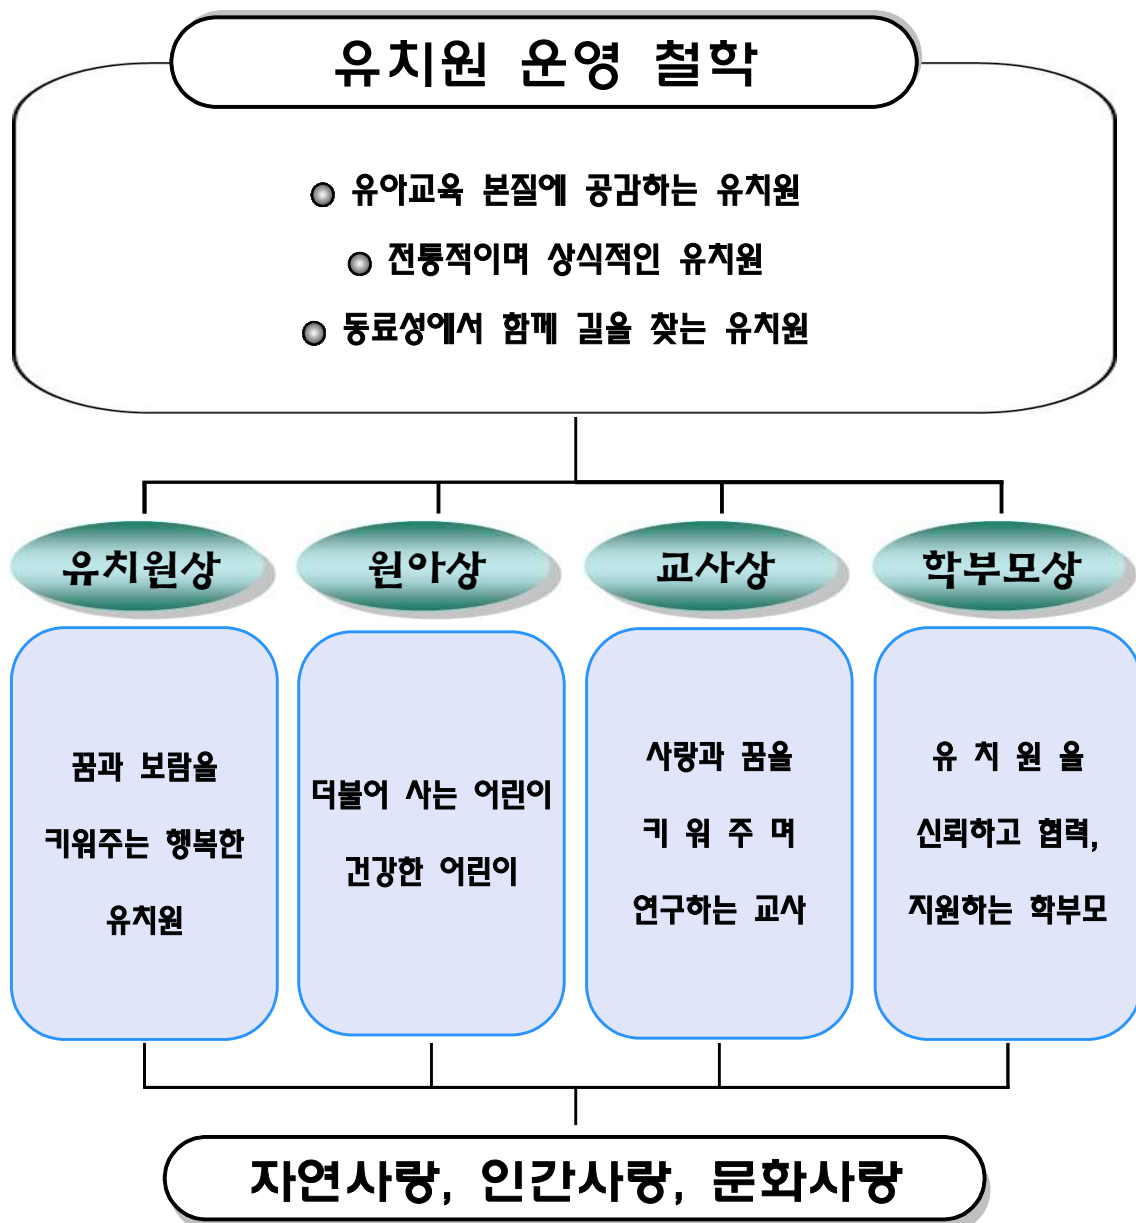 유치원 운영 철학
유아교육 본질에 공감하는 유치원
전통적이며 상식적인 유치원
동료성에서 함께 길을 찾는 유치원
유치원상
원아상
교사상
학부모상
꿈과 보람을
키워주는 행복한
유치원
더불어 사는 어린이
건강한 어린이
사랑과 꿈을
키 워 주 며
연구하는 교사
유 치 원 을
신뢰하고 협력,
지원하는 학부모
자연사랑, 인간사랑, 문화사랑